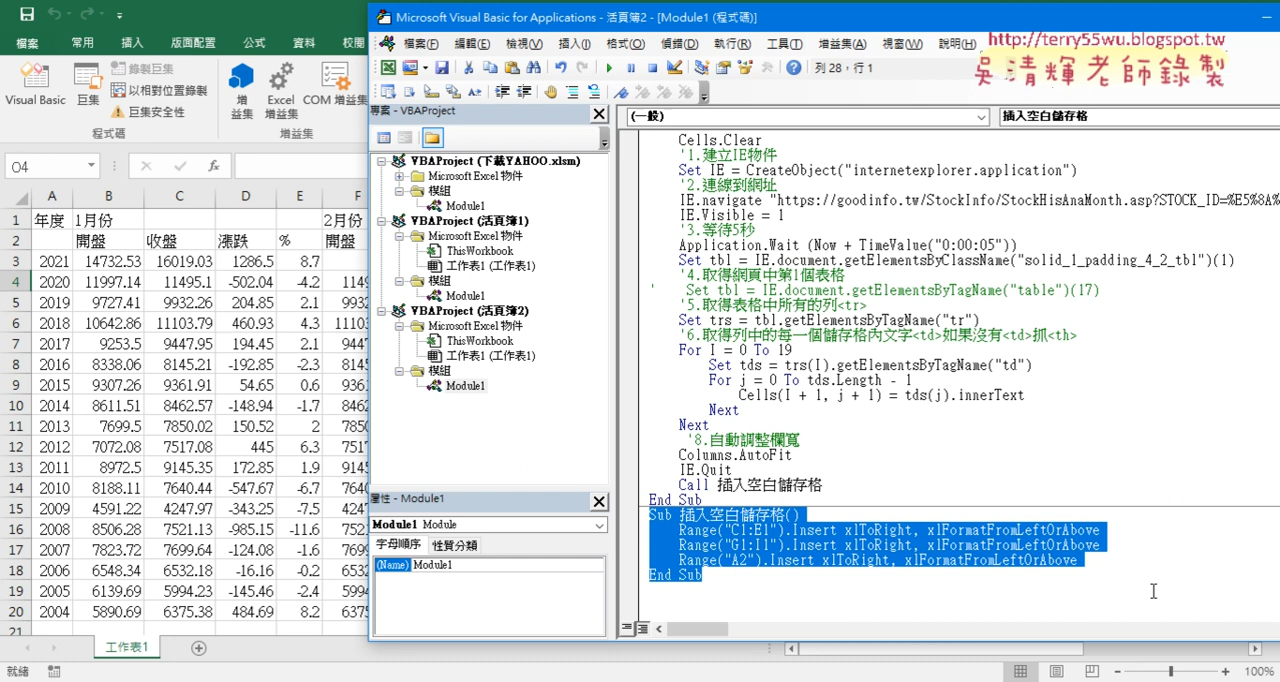 Microsoft Visual Basic for Applications - 活頁簿2 - [Module1 (程式碼)]
檔案 常用 插入 版面配置 公式 資料 校閱
檔案(F) 編輯(E) 檢視(V) 插入(I) 格式(O) 偵錯(D) 執行(R) 工具(T) 增益集(A) 視窗(W) 說明(H)
http://terry55wu.blogspot.tw
吳清輝老師錄製
列 28，行 1
Visual Basic 巨集
錄製巨集
以相對位置錄製
巨集安全性
程式碼
增益集 Excel 增益集 COM 增益集
增益集
O4 fx
A B C D E F
1 年度 1月份 2月份
2 開盤 收盤 漲跌 % 開盤
3 2021 14732.53 16019.03 1286.5 8.7
4 2020 11997.14 11495.1 -502.04 -4.2 1149
5 2019 9727.41 9932.26 204.85 2.1 9932
6 2018 10642.86 11103.79 460.93 4.3 11103
7 2017 9253.5 9447.95 194.45 2.1 9447
8 2016 8338.06 8145.21 -192.85 -2.3 8145
9 2015 9307.26 9361.91 54.65 0.6 9361
10 2014 8611.51 8462.57 -148.94 -1.7 8462
11 2013 7699.5 7850.02 150.52 2 7850
12 2012 7072.08 7517.08 445 6.3 7517
13 2011 8972.5 9145.35 172.85 1.9 9145
14 2010 8188.11 7640.44 -547.67 -6.7 7640
15 2009 4591.22 4247.97 -343.25 -7.5 4247
16 2008 8506.28 7521.13 -985.15 -11.6 7521
17 2007 7823.72 7699.64 -124.08 -1.6 7699
18 2006 6548.34 6532.18 -16.16 -0.2 6532
19 2005 6139.69 5994.23 -145.46 -2.4 5994
20 2004 5890.69 6375.38 484.69 8.2 6375
21
工作表1
就緒
100%
專案 - VBAProject
VBAProject (下載YAHOO.xlsm)
Microsoft Excel 物件
模組
Module1
VBAProject (活頁簿1)
Microsoft Excel 物件
ThisWorkbook
工作表1 (工作表1)
模組
Module1
VBAProject (活頁簿2)
Microsoft Excel 物件
ThisWorkbook
工作表1 (工作表1)
模組
Module1
屬性 - Module1
Module1 Module
字母順序 性質分類
(Name) Module1
(一般) 插入空白儲存格
Cells.Clear
'1.建立IE物件
Set IE = CreateObject("internetexplorer.application")
'2.連線到網址
IE.navigate "https://goodinfo.tw/StockInfo/StockHisAnaMonth.asp?STOCK_ID=%E5%8A%
IE.Visible = 1
'3.等待5秒
Application.Wait (Now + TimeValue("0:00:05"))
Set tbl = IE.document.getElementsByClassName("solid_1_padding_4_2_tbl")(1)
'4.取得網頁中第1個表格
' Set tbl = IE.document.getElementsByTagName("table")(17)
'5.取得表格中所有的列<tr>
Set trs = tbl.getElementsByTagName("tr")
'6.取得列中的每一個儲存格內文字<td>如果沒有<td>抓<th>
For I = 0 To 19
Set tds = trs(I).getElementsByTagName("td")
For j = 0 To tds.Length - 1
Cells(I + 1, j + 1) = tds(j).innerText
Next
Next
'8.自動調整欄寬
Columns.AutoFit
IE.Quit
Call 插入空白儲存格
End Sub
Sub 插入空白儲存格()
Range("C1:E1").Insert xlToRight, xlFormatFromLeftOrAbove
Range("G1:I1").Insert xlToRight, xlFormatFromLeftOrAbove
Range("A2").Insert xlToRight, xlFormatFromLeftOrAbove
End Sub